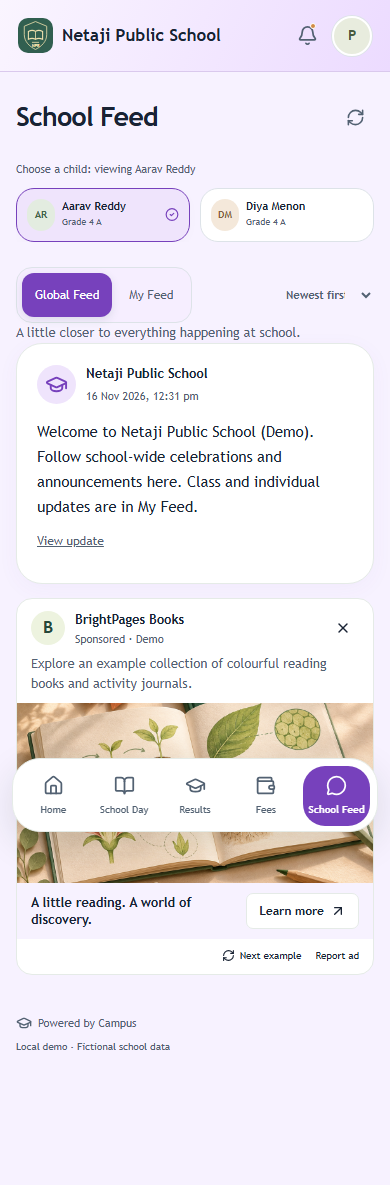 Netaji Public School
P
School Feed
Choose a child: viewing Aarav Reddy
AR
Aarav Reddy
Grade 4 A
DM
Diya Menon
Grade 4 A
Global Feed
My Feed
Newest first
A little closer to everything happening at school.
Netaji Public School
16 Nov 2026, 12:31 pm
Welcome to Netaji Public School (Demo).
Follow school-wide celebrations and
announcements here. Class and individual
updates are in My Feed.
View update
B
BrightPages Books
Sponsored · Demo
Explore an example collection of colourful reading
books and activity journals.
Home
School Day
Results
Fees
School Feed
A little reading. A world of
discovery.
Learn more
Next example
Report ad
Powered by Campus
Local demo · Fictional school data